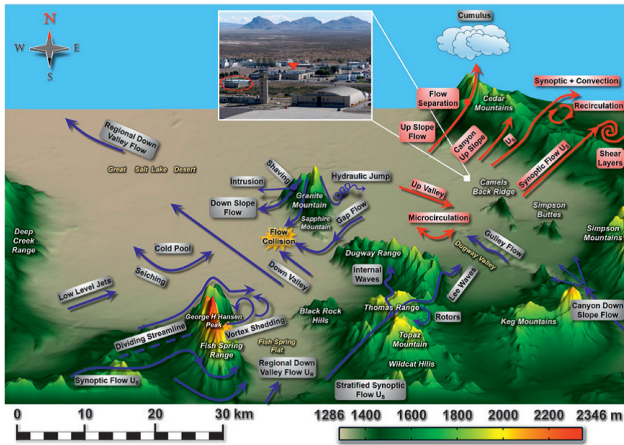 N
W
E
S
Cumulus
Synoptic + Convection
Flow
Separation
Cedar
Mountains
Recirculation
Up Slope
Flow
Canyon
Up Slope
Synoptic Flow
Shear
Layers
Regional Down
Valley Flow
Great Salt Lake Desert
Intrusion
Shaving
Hydraulic Jump
Granite
Mountain
Down Slope
Flow
Sapphire
Mountain
Gap Flow
Up Valley
Camels
Back Ridge
Simpson
Buttes
Microcirculation
Simpson
Mountains
Deep
Creek
Range
Flow
Collision
Cold Pool
Gulley Flow
Dugway Valley
Dugway Range
Seiching
Down Valley
Internal
Waves
Lee Waves
Low Level Jets
Canyon Down
Slope Flow
George H Hansen
Peak
Black Rock
Hills
Thomas Range
Rotors
Keg Mountains
Dividing Streamline
Vortex Shedding
Fish Spring
Range
Fish Spring
Flat
Topaz
Mountain
Wildcat Hills
Synoptic Flow
Regional Down
Valley Flow
Stratified Synoptic
Flow
0 10 20 30 km
1286 1400 1600 1800 2000 2200 2346 m